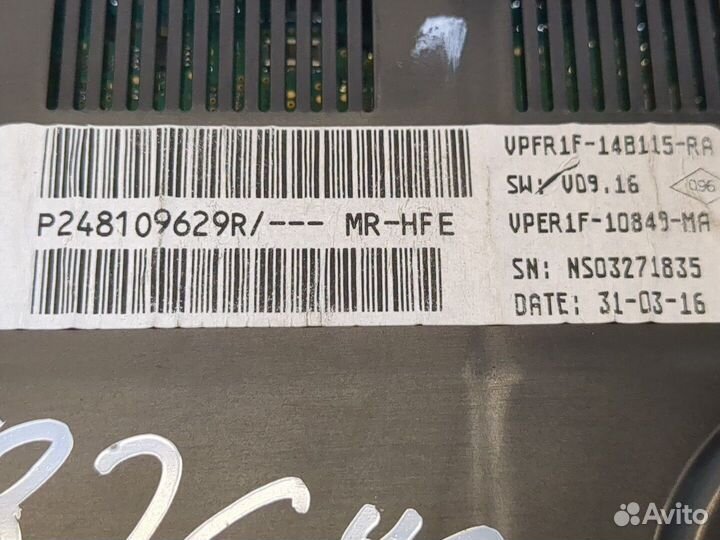 VPFR1F-14B115-RA
SW: V09.16
096
P248109629R/--- MR-HFE
VPER1F-10849-MA
SN: NS03271835
DATE: 31-03-16
Avito